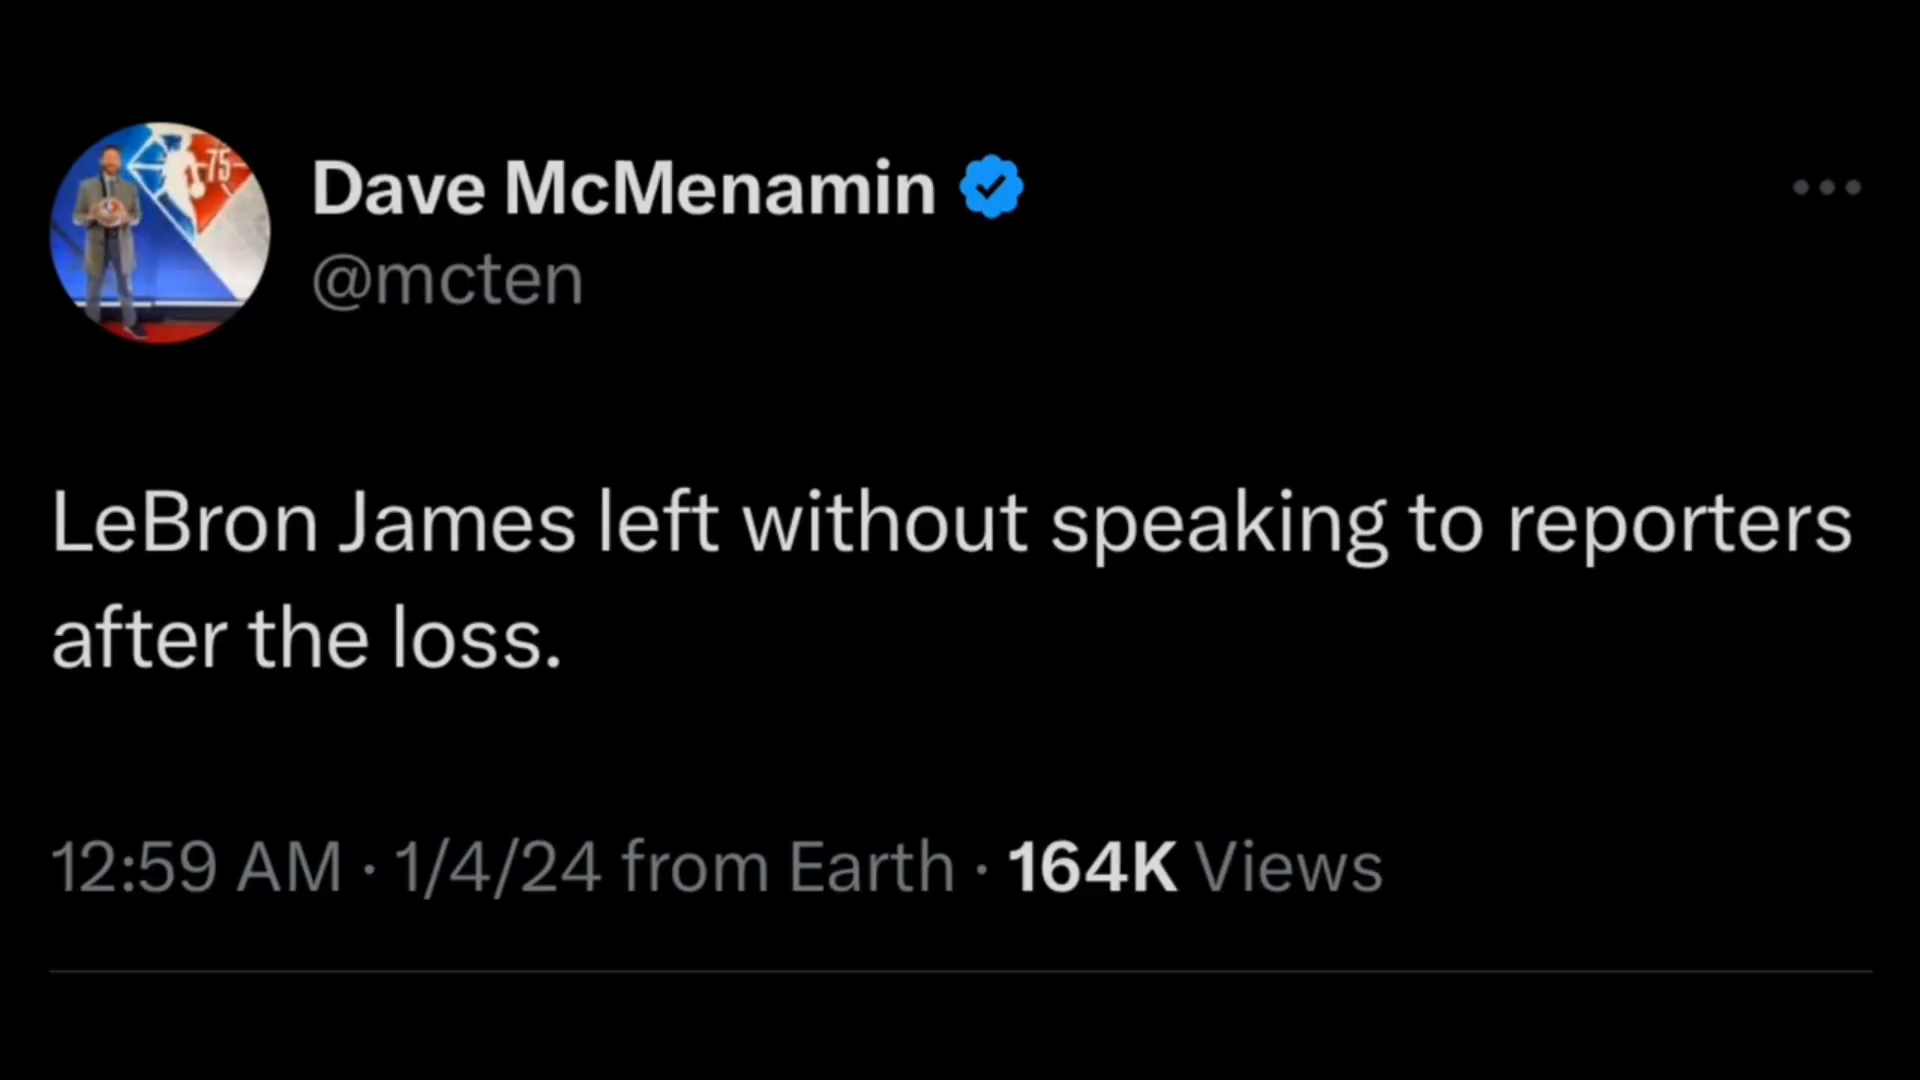 75
Dave McMenamin
@mcten
LeBron James left without speaking to reporters
after the loss.
12:59 AM · 1/4/24 from Earth · 164K Views